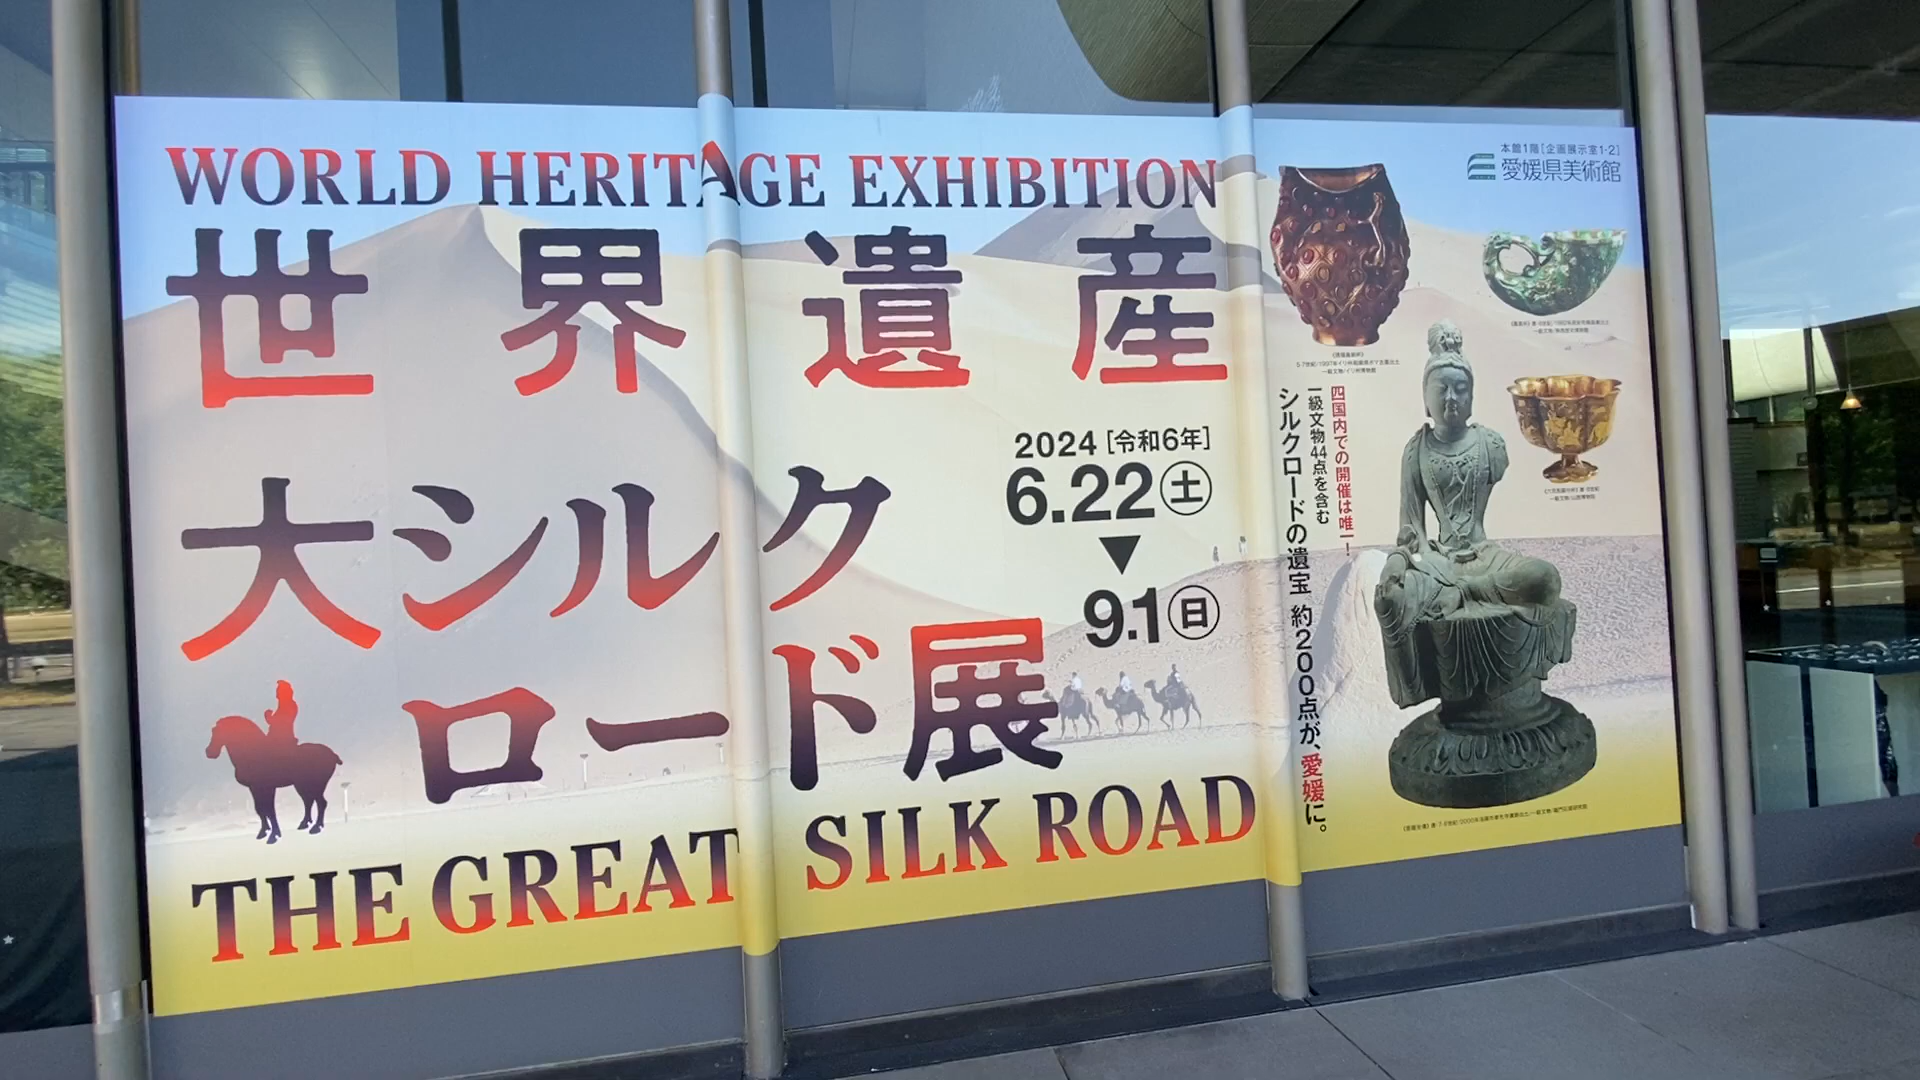 WORLD HERITAGE EXHIBITION
世界遺産
大シルク
ロード展
THE GREAT SILK ROAD
2024[令和6年]
6.22㊏
▼
9.1㊐
本館1階[企画展示室1・2]
愛媛県美術館
四国内での開催は唯一!
一級文物44点を含む
シルクロードの遺宝 約200点が、愛媛に。